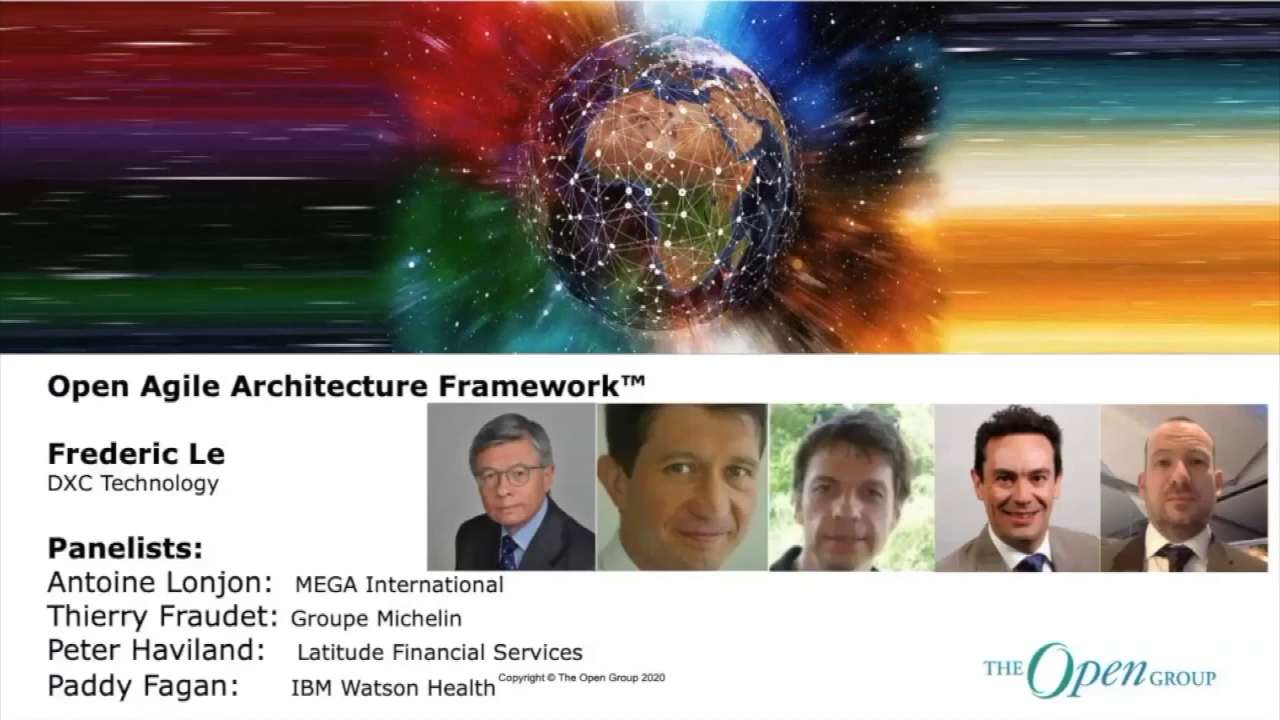 Open Agile Architecture Framework™
Frederic Le
DXC Technology
Panelists:
Antoine Lonjon: MEGA International
Thierry Fraudet: Groupe Michelin
Peter Haviland: Latitude Financial Services
Paddy Fagan: IBM Watson Health
Copyright © The Open Group 2020
THE Open GROUP